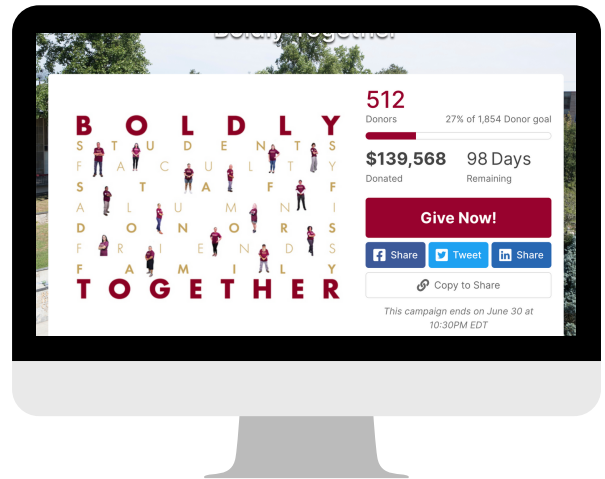 Boldly Together
BOLDLY
STUDENTS
FACULTY
STAFF
ALUMNI
DONORS
FRIENDS
FAMILY
TOGETHER
512
Donors
27% of 1,854 Donor goal
$139,568
Donated
98 Days
Remaining
Give Now!
Share
Tweet
Share
Copy to Share
This campaign ends on June 30 at
10:30PM EDT